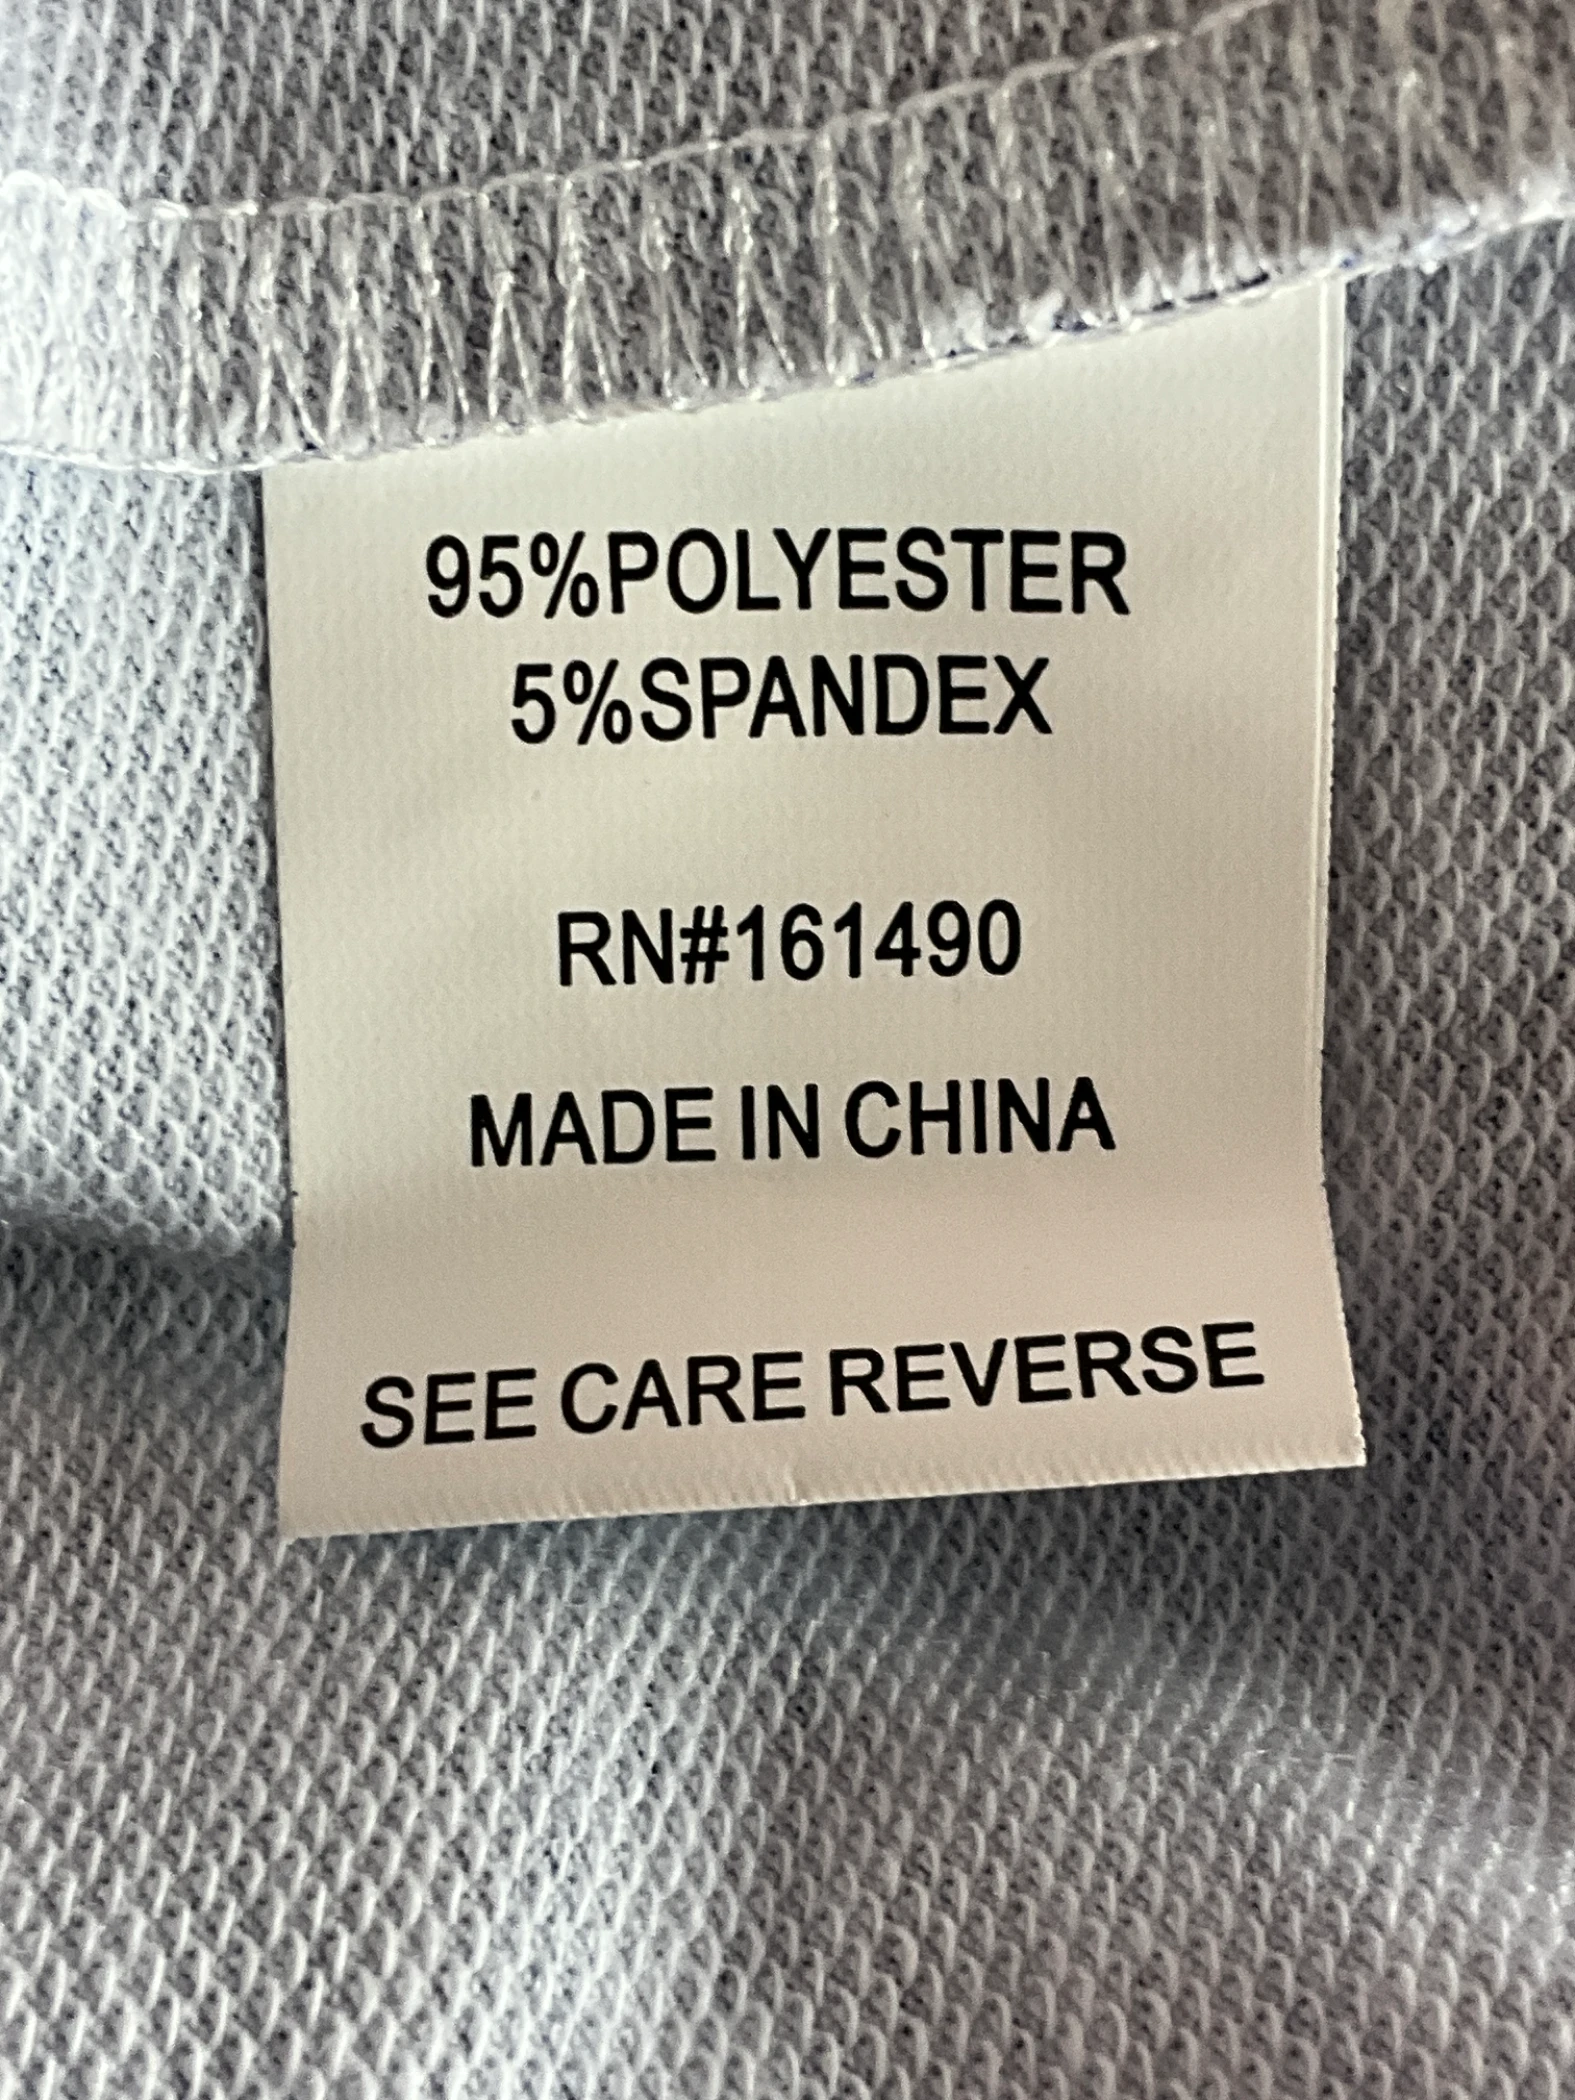 95%POLYESTER
5%SPANDEX
RN#161490
MADE IN CHINA
SEE CARE REVERSE